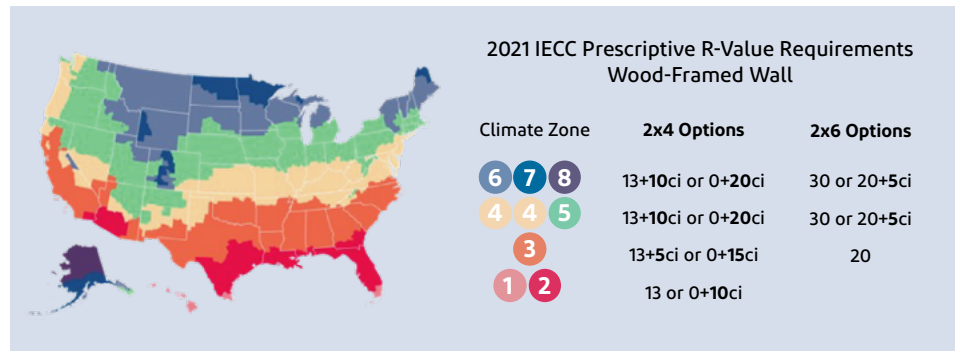 2021 IECC Prescriptive R-Value Requirements
Wood-Framed Wall
Climate Zone 2x4 Options 2x6 Options
6 7 8 13+10ci or 0+20ci 30 or 20+5ci
4 4 5 13+10ci or 0+20ci 30 or 20+5ci
3 13+5ci or 0+15ci 20
1 2 13 or 0+10ci